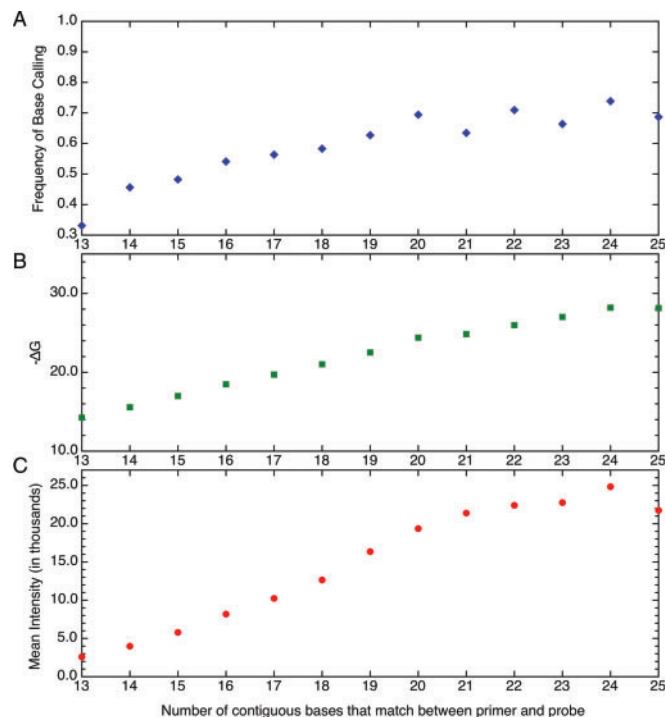 A
Frequency of Base Calling
1.0
0.9
0.8
0.7
0.6
0.5
0.4
0.3
13 14 15 16 17 18 19 20 21 22 23 24 25
B
-ΔG
30.0
20.0
10.0
13 14 15 16 17 18 19 20 21 22 23 24 25
C
Mean Intensity (in thousands)
25.0
20.0
15.0
10.0
5.0
0.0
13 14 15 16 17 18 19 20 21 22 23 24 25
Number of contiguous bases that match between primer and probe